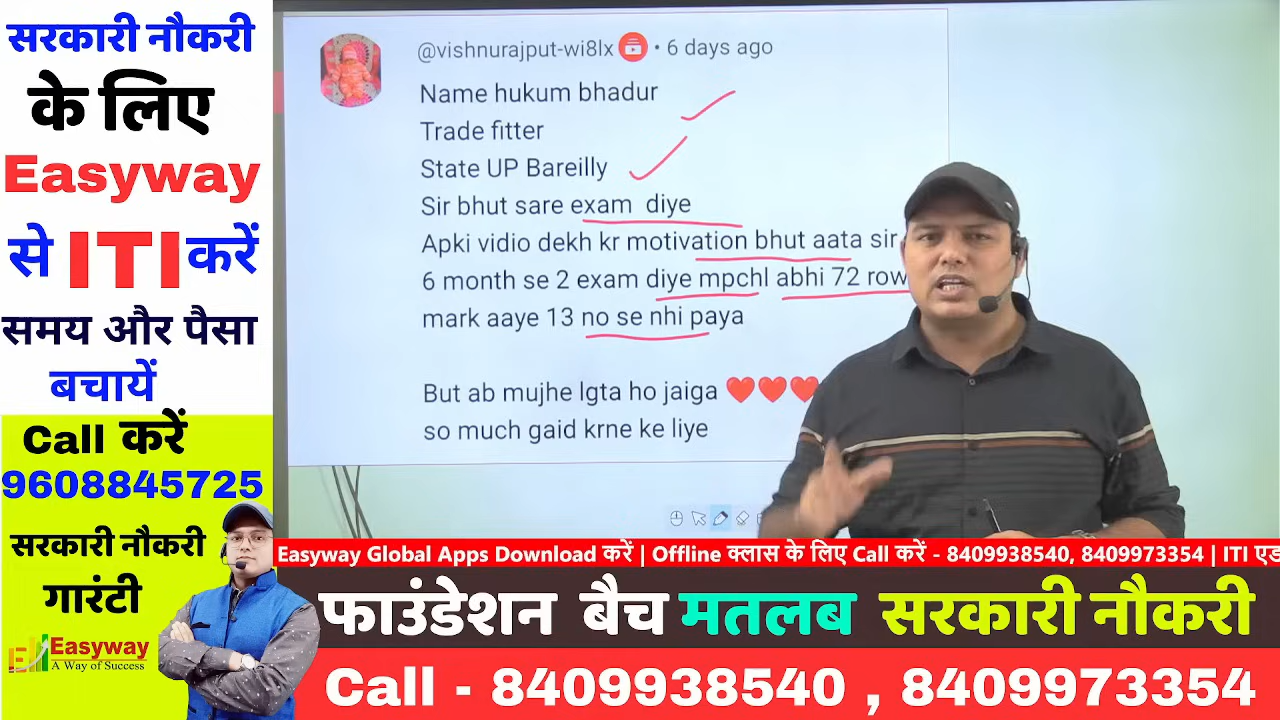 सरकारी नौकरी
के लिए
Easyway
से ITI करें
समय और पैसा
बचायें
Call करें
9608845725
सरकारी नौकरी
गारंटी
Easyway
A Way of Success
@vishnurajput-wi8lx • 6 days ago
Name hukum bhadur
Trade fitter
State UP Bareilly
Sir bhut sare exam diye
Apki vidio dekh kr motivation bhut aata sir
6 month se 2 exam diye mpchl abhi 72 row
mark aaye 13 no se nhi paya
But ab mujhe lgta ho jaiga ❤️❤️❤️
so much gaid krne ke liye
Easyway Global Apps Download करें | Offline क्लास के लिए Call करें - 8409938540, 8409973354 | ITI एड
फाउंडेशन बैच मतलब सरकारी नौकरी
Call - 8409938540 , 8409973354